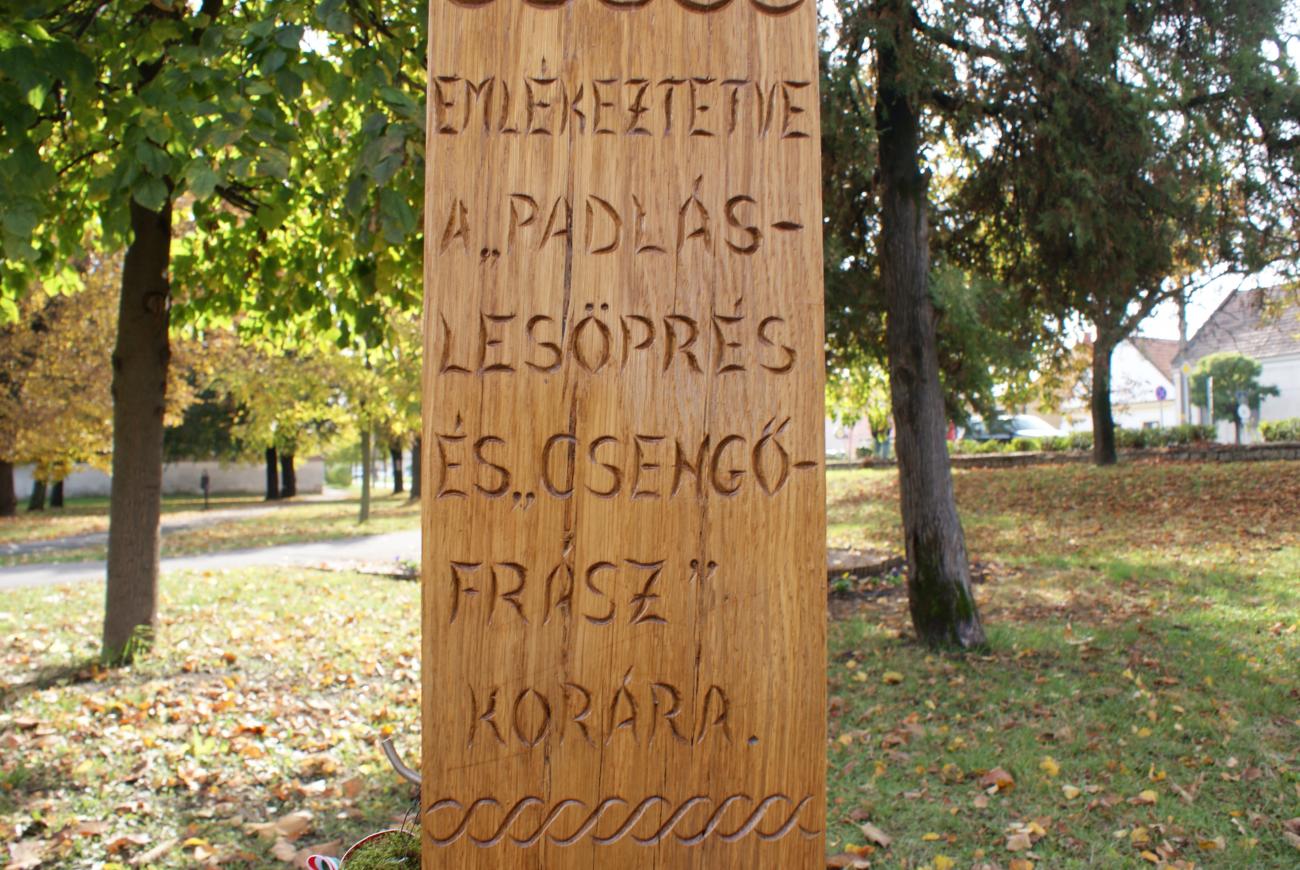 EMLÉKEZTETVE
A „PADLÁS-
LESÖPRÉS
ÉS „CSENGŐ-
FRÁSZ”
KORÁRA.